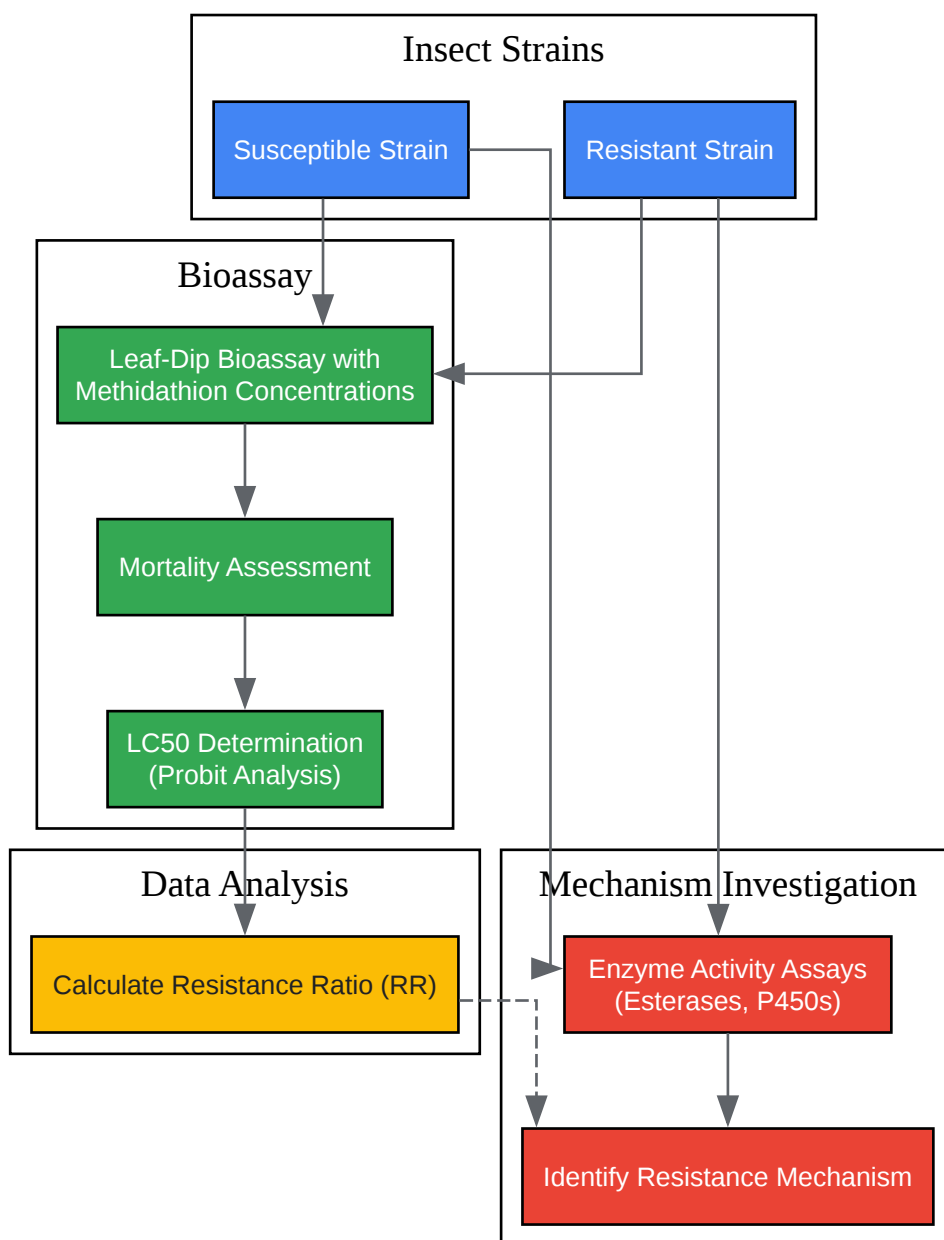 Insect Strains
Susceptible Strain
Resistant Strain
Bioassay
Leaf-Dip Bioassay with
Methidathion Concentrations
Mortality Assessment
LC50 Determination
(Probit Analysis)
Data Analysis
Calculate Resistance Ratio (RR)
Mechanism Investigation
Enzyme Activity Assays
(Esterases, P450s)
Identify Resistance Mechanism